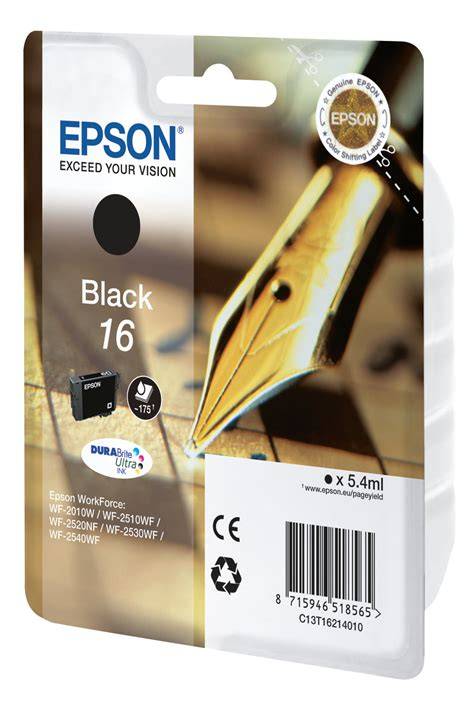 EPSON®
EXCEED YOUR VISION
Genuine EPSON
EPSON
Color Shifting Label
Black
16
EPSON
~175¹
DURABrite
Ultra
INK
Epson WorkForce:
WF-2010W / WF-2510WF /
WF-2520NF / WF-2530WF /
WF-2540WF
x 5.4ml
¹www.epson.eu/pageyield
CE
8 715946 518565 >
C13T16214010